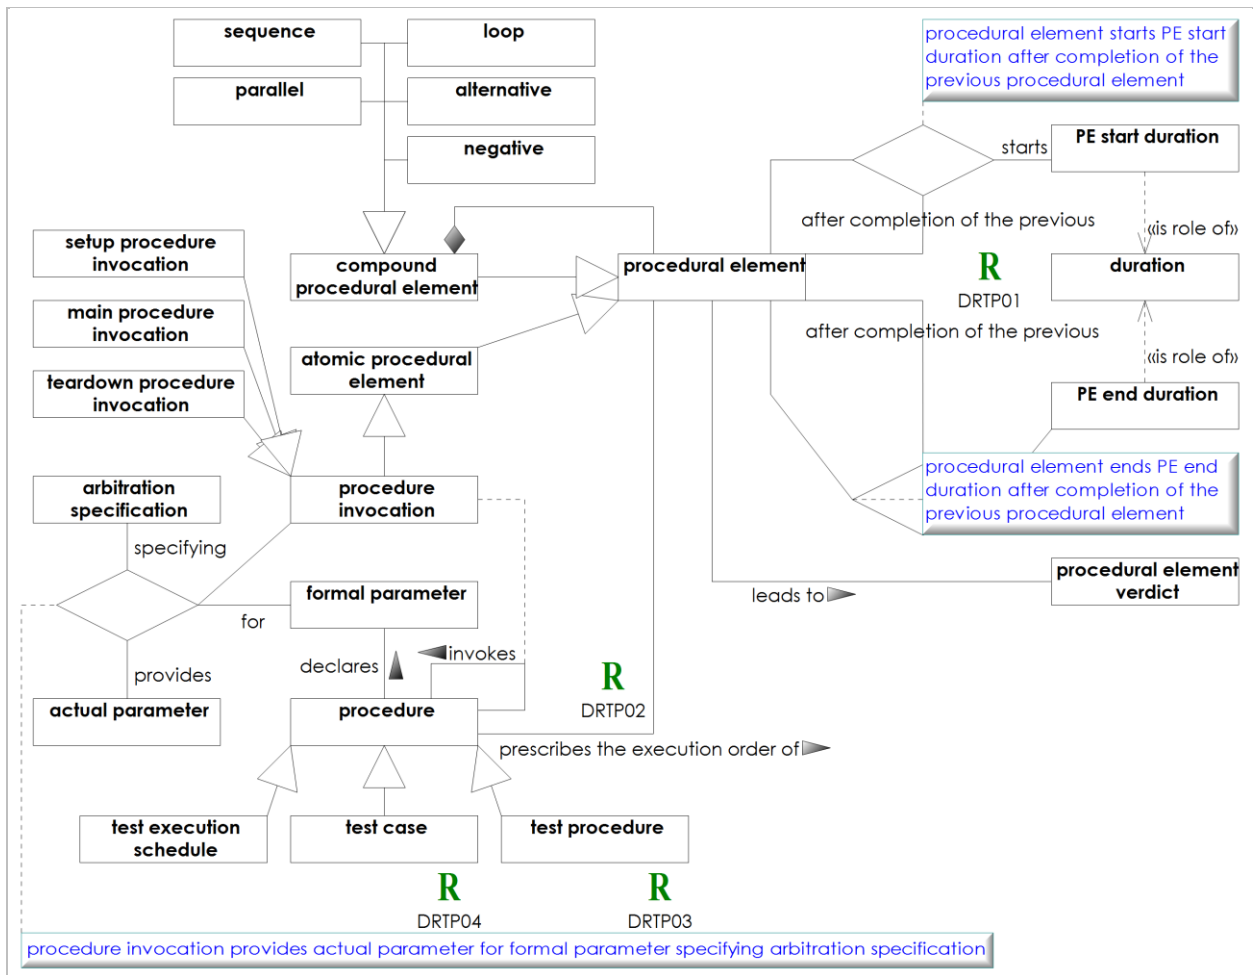 sequence
loop
procedural element starts PE start
duration after completion of the
previous procedural element
parallel
alternative
negative
starts
PE start duration
after completion of the previous
«is role of»
setup procedure
invocation
compound
procedural element
procedural element
R
DRTP01
duration
main procedure
invocation
after completion of the previous
«is role of»
atomic procedural
element
teardown procedure
invocation
PE end duration
procedural element ends PE end
duration after completion of the
previous procedural element
arbitration
specification
procedure
invocation
specifying
procedural element
verdict
leads to
formal parameter
for
declares
invokes
provides
R
DRTP02
actual parameter
procedure
prescribes the execution order of
test execution
schedule
test case
test procedure
R
DRTP04
R
DRTP03
procedure invocation provides actual parameter for formal parameter specifying arbitration specification